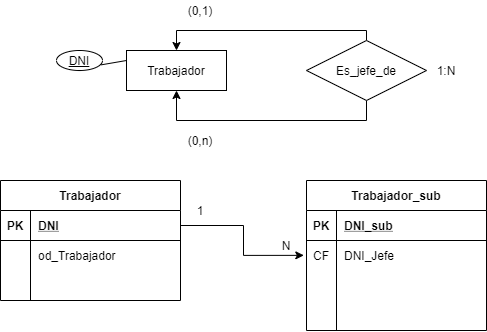 (0,1)
DNI
Trabajador
Es_jefe_de
1:N
(0,n)
Trabajador
PK DNI
od_Trabajador
1
N
Trabajador_sub
PK DNI_sub
CF DNI_Jefe